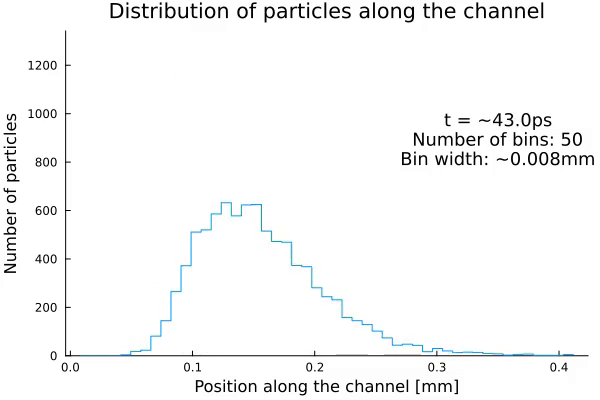 Distribution of particles along the channel
Number of particles
1200
1000
800
600
400
200
0
t = ~43.0ps
Number of bins: 50
Bin width: ~0.008mm
0.0 0.1 0.2 0.3 0.4
Position along the channel [mm]